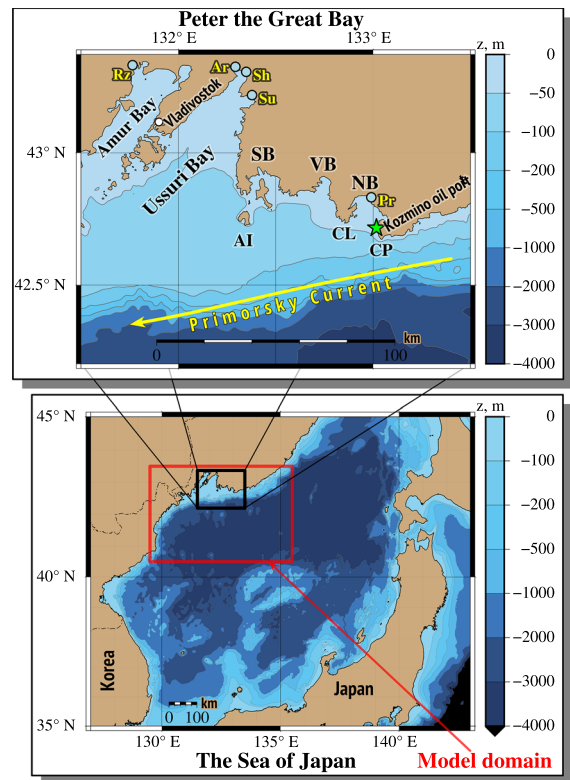 Peter the Great Bay
132° E 133° E z, m
0
−50
−100
−200
−500
−1000
−2000
−3000
−4000
43° N
42.5° N
Rz
Ar
Sh
Su
Amur Bay
Vladivostok
Ussuri Bay
SB
VB
NB
Pr
Kozmino oil port
AI
CL
CP
Primorsky Current
km
0 100
z, m
45° N
40° N
35° N
0
−100
−200
−500
−1000
−2000
−3000
−4000
Korea
Japan
km
0 100
130° E 135° E 140° E
The Sea of Japan
Model domain